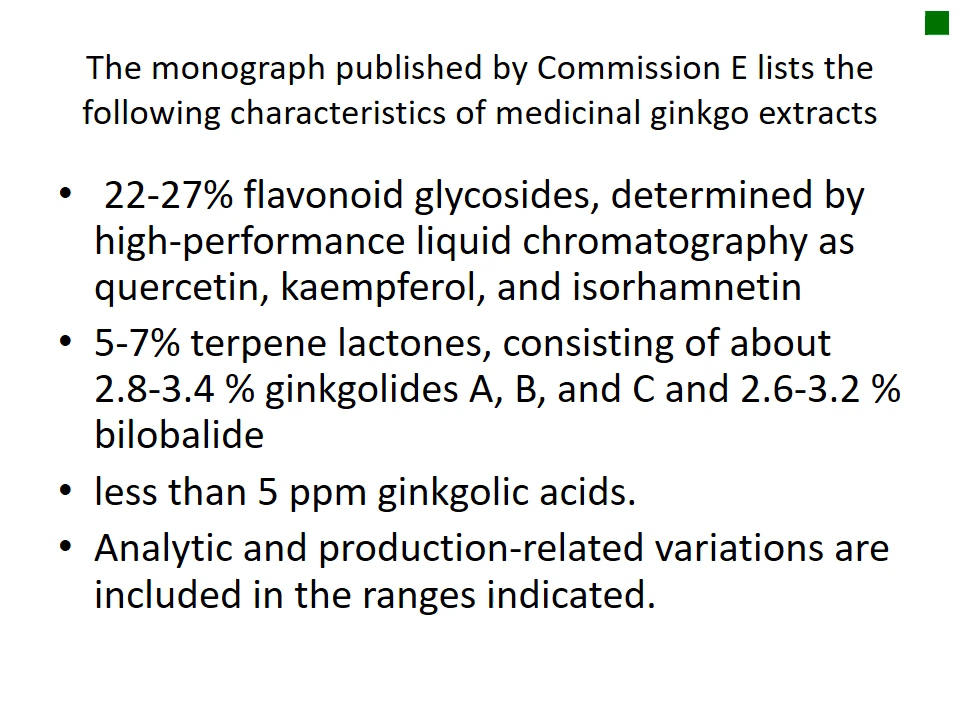 The monograph published by Commission E lists the
following characteristics of medicinal ginkgo extracts
• 22-27% flavonoid glycosides, determined by
high-performance liquid chromatography as
quercetin, kaempferol, and isorhamnetin
• 5-7% terpene lactones, consisting of about
2.8-3.4 % ginkgolides A, B, and C and 2.6-3.2 %
bilobalide
• less than 5 ppm ginkgolic acids.
• Analytic and production-related variations are
included in the ranges indicated.